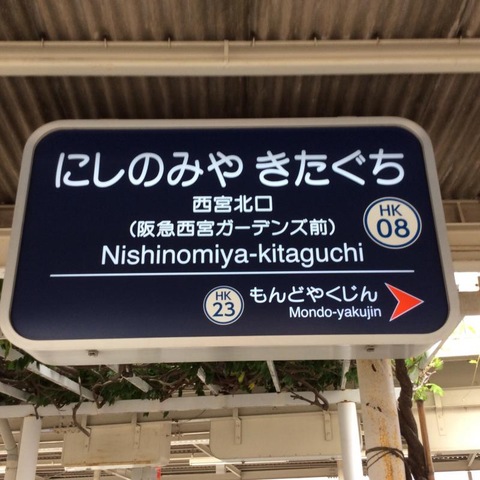 にしのみや きたぐち
西宮北口
(阪急西宮ガーデンズ前)
Nishinomiya-kitaguchi
HK
08
HK
23
もんどやくじん
Mondo-yakujin